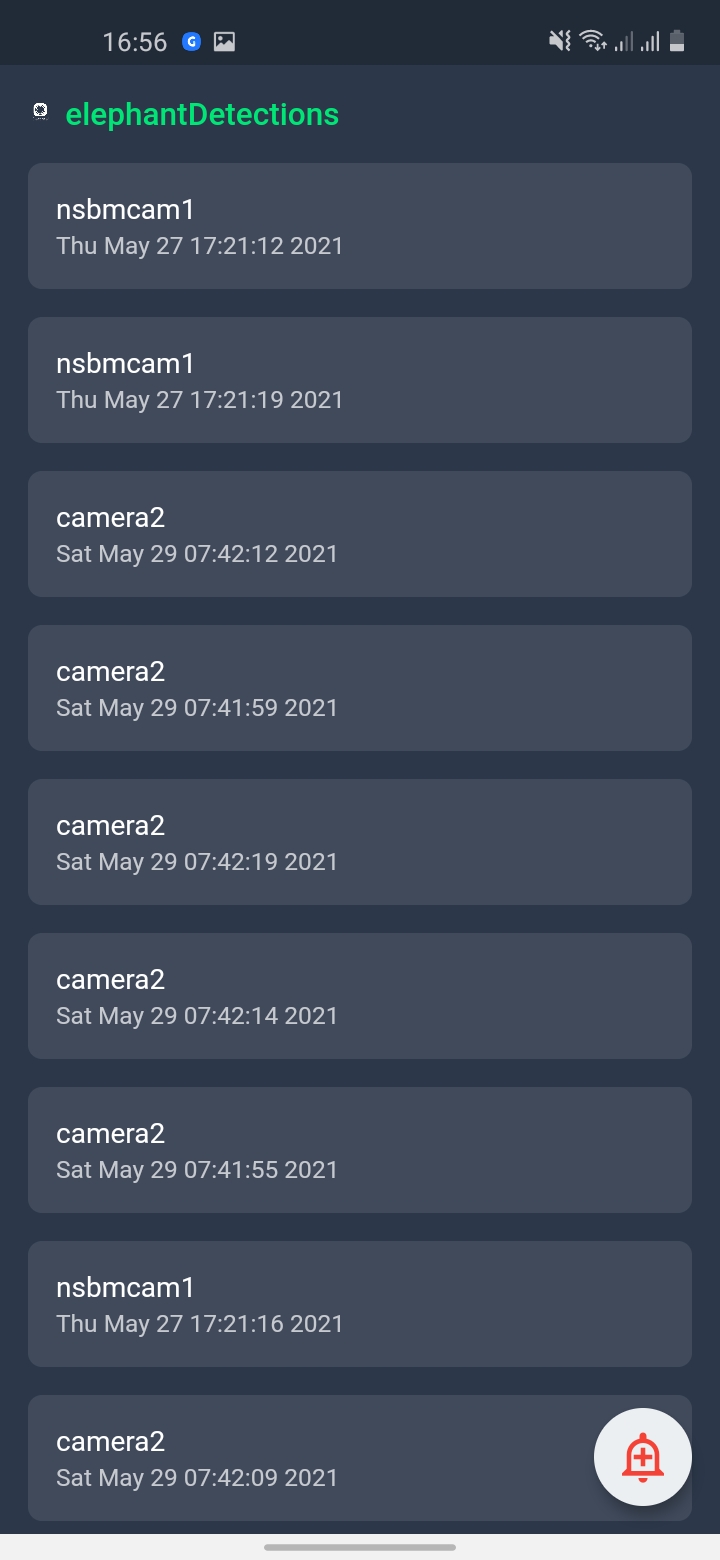 16:56
elephantDetections
nsbmcam1
Thu May 27 17:21:12 2021
nsbmcam1
Thu May 27 17:21:19 2021
camera2
Sat May 29 07:42:12 2021
camera2
Sat May 29 07:41:59 2021
camera2
Sat May 29 07:42:19 2021
camera2
Sat May 29 07:42:14 2021
camera2
Sat May 29 07:41:55 2021
nsbmcam1
Thu May 27 17:21:16 2021
camera2
Sat May 29 07:42:09 2021